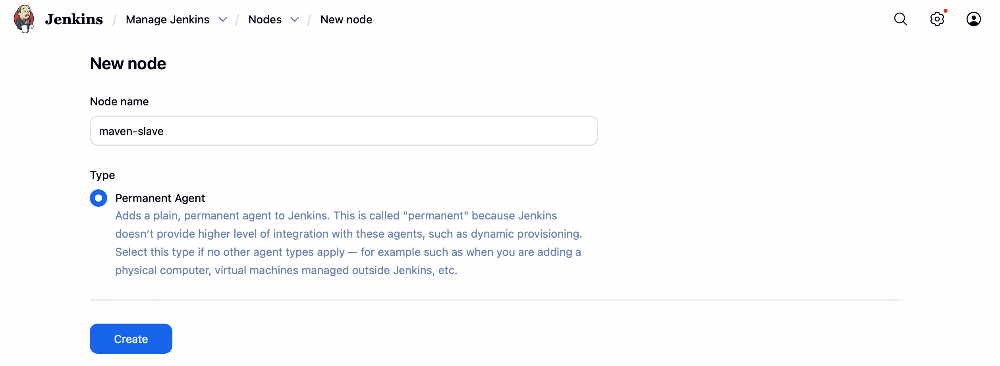 Jenkins / Manage Jenkins / Nodes / New node
New node
Node name
maven-slave
Type
Permanent Agent
Adds a plain, permanent agent to Jenkins. This is called "permanent" because Jenkins
doesn’t provide higher level of integration with these agents, such as dynamic provisioning.
Select this type if no other agent types apply — for example such as when you are adding a
physical computer, virtual machines managed outside Jenkins, etc.
Create